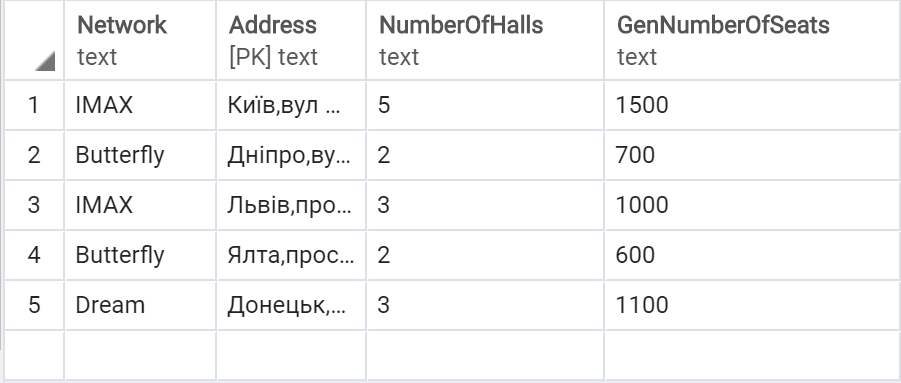 Network Address NumberOfHalls GenNumberOfSeats
text [PK] text text text
1 IMAX Київ,вул ... 5 1500
2 Butterfly Дніпро,ву... 2 700
3 IMAX Львів,про... 3 1000
4 Butterfly Ялта,прос... 2 600
5 Dream Донецьк,... 3 1100